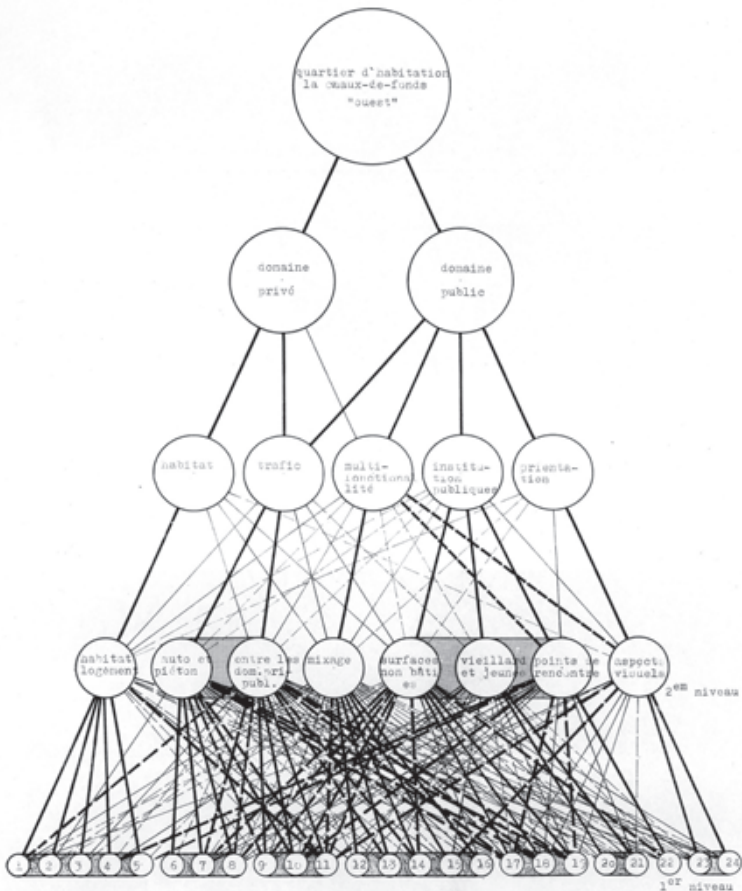 quartier d'habitation
la chaux-de-fonds
"ouest"
domaine
privé
domaine
public
habitat
trafic
multi-
fonctional
lité
institu-
tion
publiques
orienta-
tion
habitat
logement
auto et
piéton
entre les
dom.pri-
publ.
mixage
surfaces
non bâti
es
vieillard
et jeunes
points de
rencontre
aspects
visuels
2em niveau
1 2 3 4 5 6 7 8 9 10 11 12 13 14 15 16 17 18 19 20 21 22 23 24
1er niveau